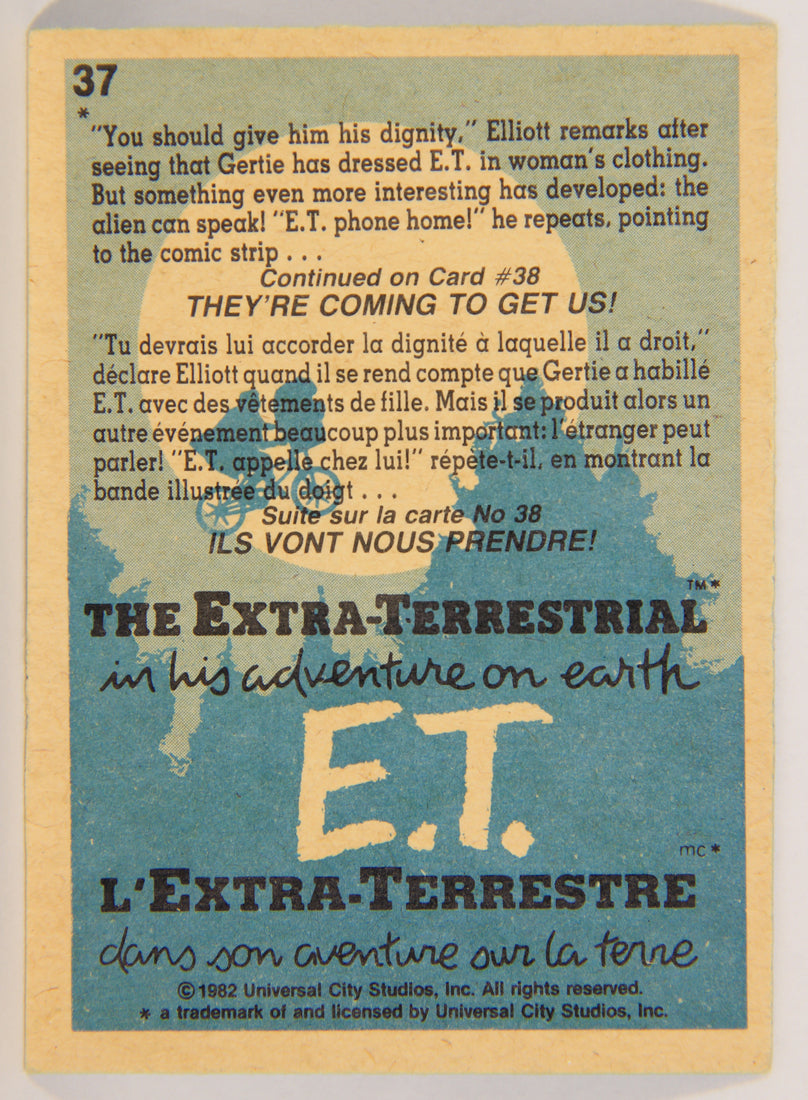 37
*
"You should give him his dignity," Elliott remarks after
seeing that Gertie has dressed E.T. in woman's clothing.
But something even more interesting has developed: the
alien can speak! "E.T. phone home!" he repeats, pointing
to the comic strip . . .
Continued on Card #38
THEY'RE COMING TO GET US!
"Tu devrais lui accorder la dignité à laquelle il a droit,"
déclare Elliott quand il se rend compte que Gertie a habillé
E.T. avec des vêtements de fille. Mais il se produit alors un
autre événement beaucoup plus important: l'étranger peut
parler! "E.T. appelle chez lui!" répète-t-il, en montrant la
bande illustrée du doigt . . .
Suite sur la carte No 38
ILS VONT NOUS PRENDRE!
THE EXTRA-TERRESTRIAL TM*
in his adventure on earth
E.T.
mc*
L'EXTRA-TERRESTRE
dans son aventure sur la terre
©1982 Universal City Studios, Inc. All rights reserved.
* a trademark of and licensed by Universal City Studios, Inc.